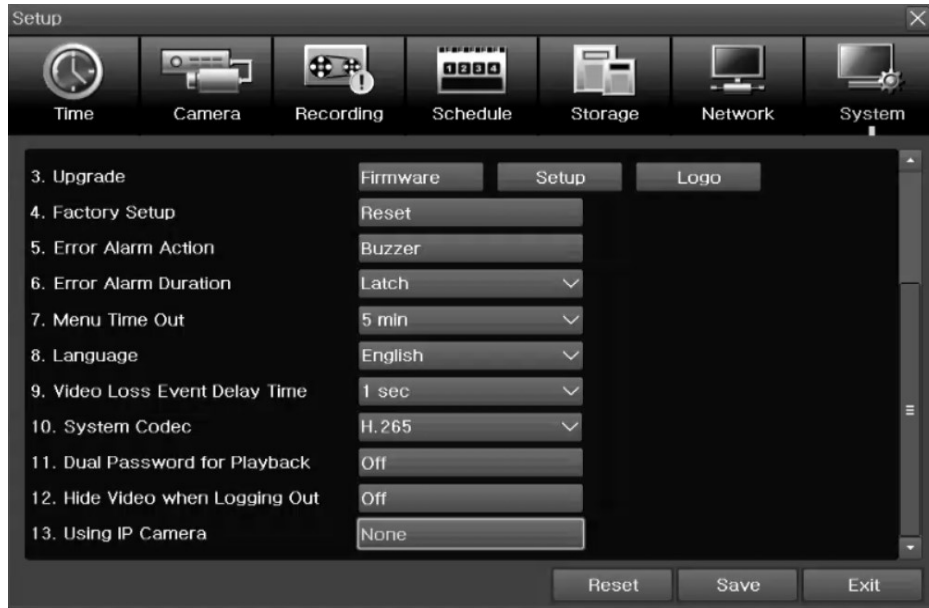 Setup
Time Camera Recording Schedule Storage Network System
3. Upgrade Firmware Setup Logo
4. Factory Setup Reset
5. Error Alarm Action Buzzer
6. Error Alarm Duration Latch
7. Menu Time Out 5 min
8. Language English
9. Video Loss Event Delay Time 1 sec
10. System Codec H.265
11. Dual Password for Playback Off
12. Hide Video when Logging Out Off
13. Using IP Camera None
Reset Save Exit